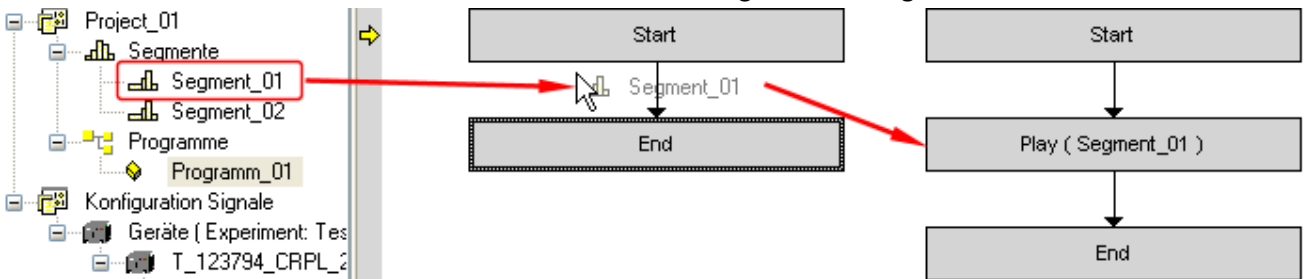 Project_01
Segmente
Segment_01
Segment_02
Programme
Programm_01
Konfiguration Signale
Geräte ( Experiment: Tes
T_123794_CRPL_2
Start
Segment_01
End
Start
Play ( Segment_01 )
End